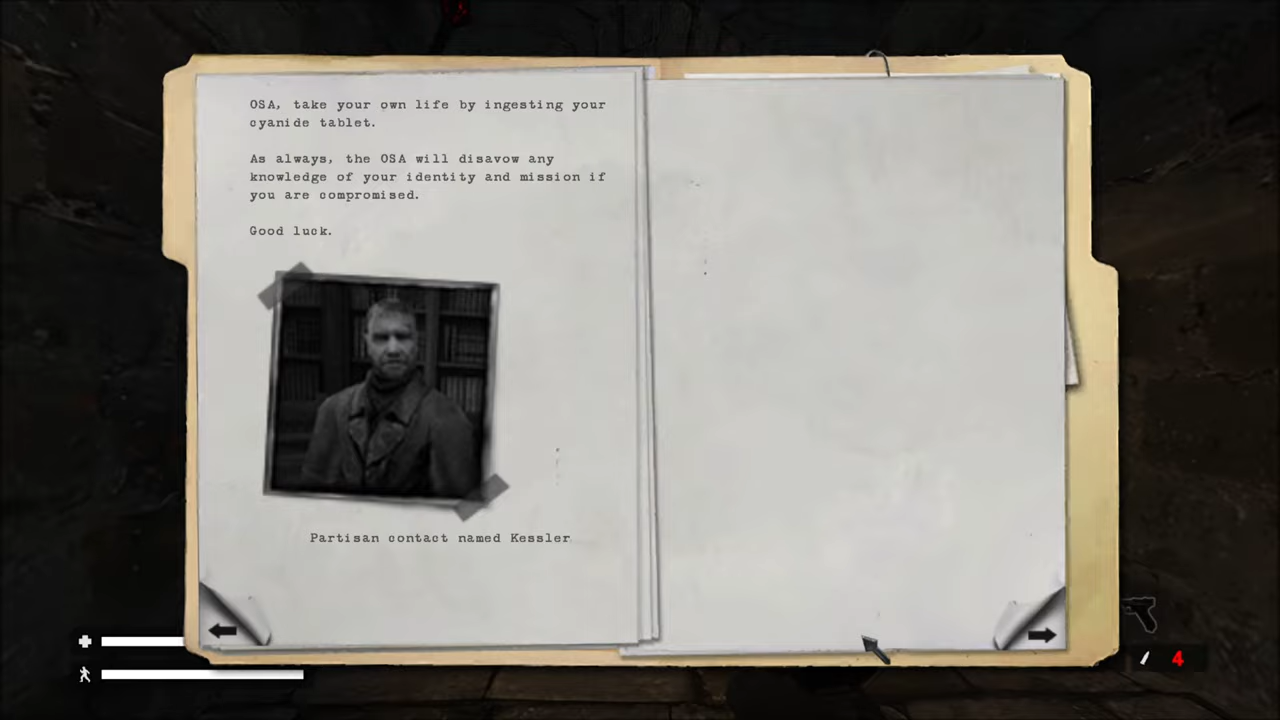 OSA, take your own life by ingesting your
cyanide tablet.
As always, the OSA will disavow any
knowledge of your identity and mission if
you are compromised.
Good luck.
Partisan contact named Kessler
4